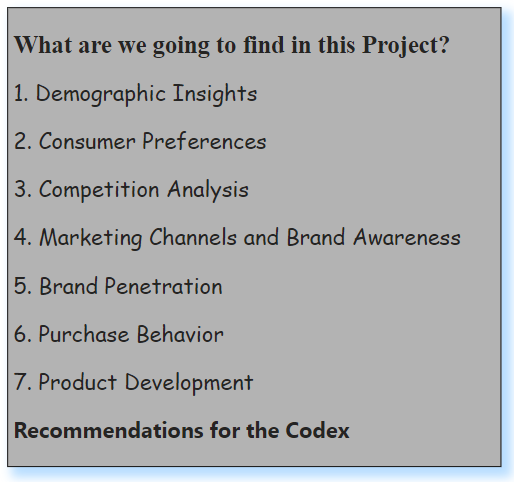 What are we going to find in this Project?
1. Demographic Insights
2. Consumer Preferences
3. Competition Analysis
4. Marketing Channels and Brand Awareness
5. Brand Penetration
6. Purchase Behavior
7. Product Development
Recommendations for the Codex